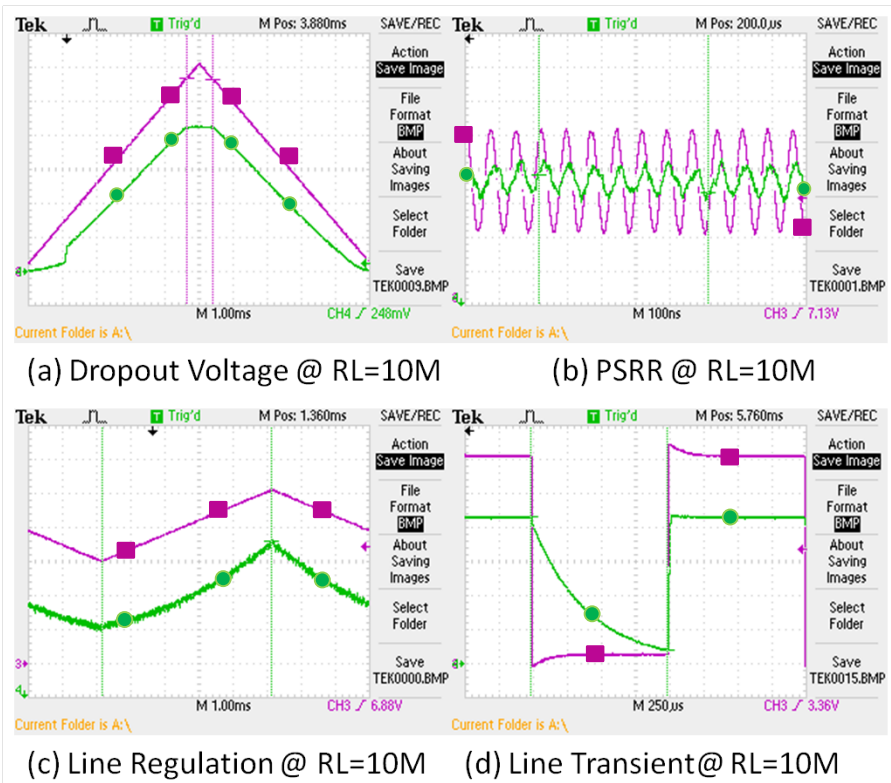 Tek Trig'd M Pos: 3.880ms SAVE/REC
Action
Save Image
File
Format
BMP
About
Saving
Images
Select
Folder
Save
TEK0009.BMP
M 1.00ms CH4 248mV
Current Folder is A:\
(a) Dropout Voltage @ RL=10M
Tek Trig'd M Pos: 200.0us SAVE/REC
Action
Save Image
File
Format
BMP
About
Saving
Images
Select
Folder
Save
TEK0001.BMP
M 100ns CH3 7.13V
Current Folder is A:\
(b) PSRR @ RL=10M
Tek Trig'd M Pos: 1.360ms SAVE/REC
Action
Save Image
File
Format
BMP
About
Saving
Images
Select
Folder
3
4
Save
TEK0000.BMP
M 1.00ms CH3 6.88V
Current Folder is A:\
(c) Line Regulation @ RL=10M
Tek Trig'd M Pos: 5.760ms SAVE/REC
Action
Save Image
File
Format
BMP
About
Saving
Images
Select
Folder
Save
TEK0015.BMP
M 250us CH3 3.36V
Current Folder is A:\
(d) Line Transient@ RL=10M